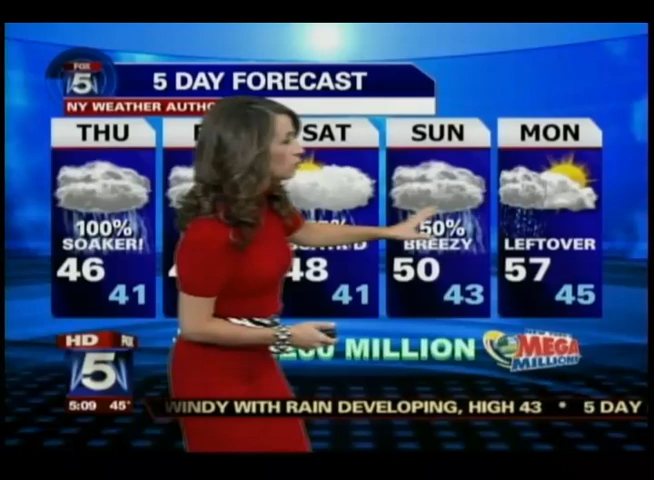 FOX
5
5 DAY FORECAST
NY WEATHER AUTHO
THU
SAT
SUN
MON
100%
SOAKER!
50%
BREEZY
LEFTOVER
46
41
48
41
50
43
57
45
MILLION
MEGA
MILLIONS
HD
FOX
5
5:09 45°
WINDY WITH RAIN DEVELOPING, HIGH 43 * 5 DAY